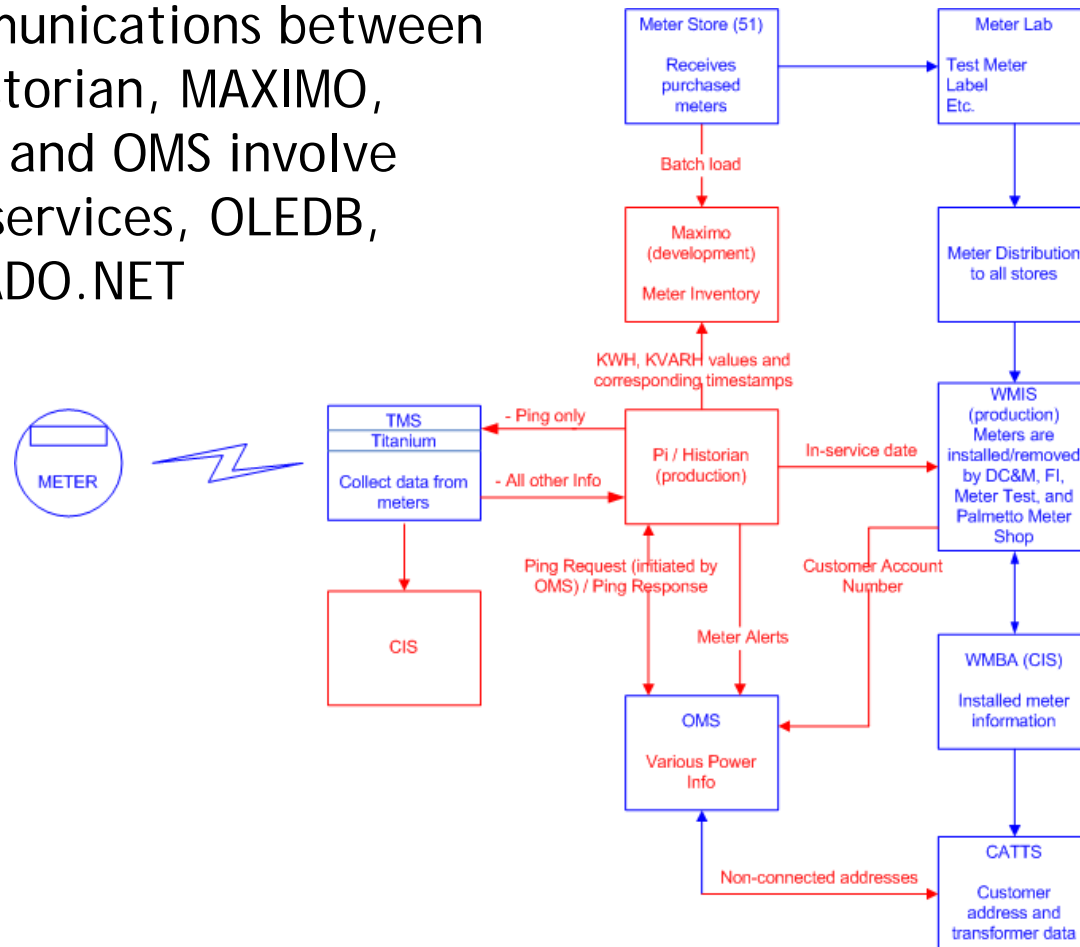 munications between
torian, MAXIMO,
and OMS involve
services, OLEDB,
ADO.NET
Meter Store (51)
Receives
purchased
meters
Meter Lab
Test Meter
Label
Etc.
Batch load
Maximo
(development)
Meter Inventory
Meter Distribution
to all stores
KWH, KVARH values and
corresponding timestamps
METER
TMS
Titanium
Collect data from
meters
- Ping only
- All other Info
Pi / Historian
(production)
In-service date
WMIS
(production)
Meters are
installed/removed
by DC&M, FI,
Meter Test, and
Palmetto Meter
Shop
CIS
Ping Request (initiated by
OMS) / Ping Response
Customer Account
Number
Meter Alerts
WMBA (CIS)
Installed meter
information
OMS
Various Power
Info
Non-connected addresses
CATTS
Customer
address and
transformer data